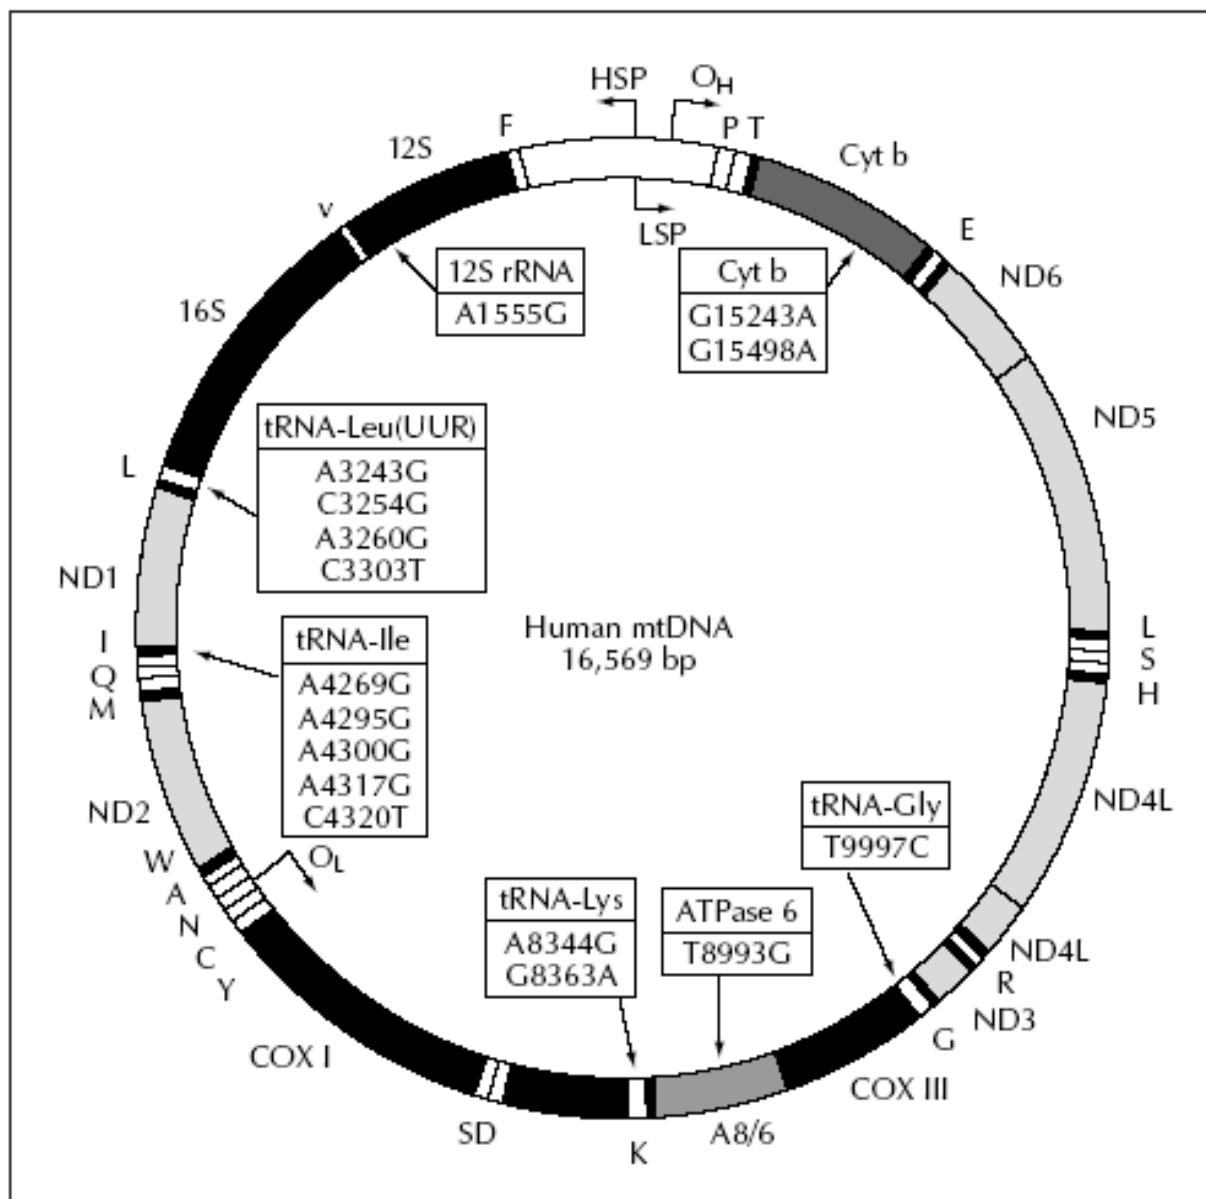 HSP
OH
F
P T
12S
Cyt b
v
LSP
E
12S rRNA
A1555G
Cyt b
G15243A
G15498A
ND6
16S
ND5
tRNA-Leu(UUR)
A3243G
C3254G
A3260G
C3303T
L
ND1
Human mtDNA
16,569 bp
I
Q
M
tRNA-Ile
A4269G
A4295G
A4300G
A4317G
C4320T
L
S
H
ND2
ND4L
tRNA-Gly
T9997C
OL
W
A
N
C
Y
tRNA-Lys
A8344G
G8363A
ATPase 6
T8993G
ND4L
R
ND3
G
COX I
COX III
SD
K
A8/6